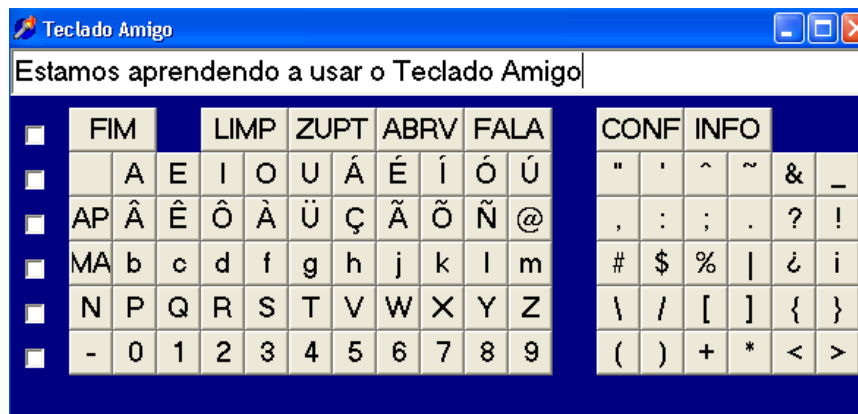 Teclado Amigo
Estamos aprendendo a usar o Teclado Amigo
FIM LIMP ZUPT ABRV FALA CONF INFO
A E I O U Á É Í Ó Ú " ' ^ ~ & _
AP Â Ê Ô À Ü Ç Ã Õ Ñ @ , : ; . ? !
MA b c d f g h j k l m # $ % | ¿ i
N P Q R S T V W X Y Z \ / [ ] { }
- 0 1 2 3 4 5 6 7 8 9 ( ) + * < >